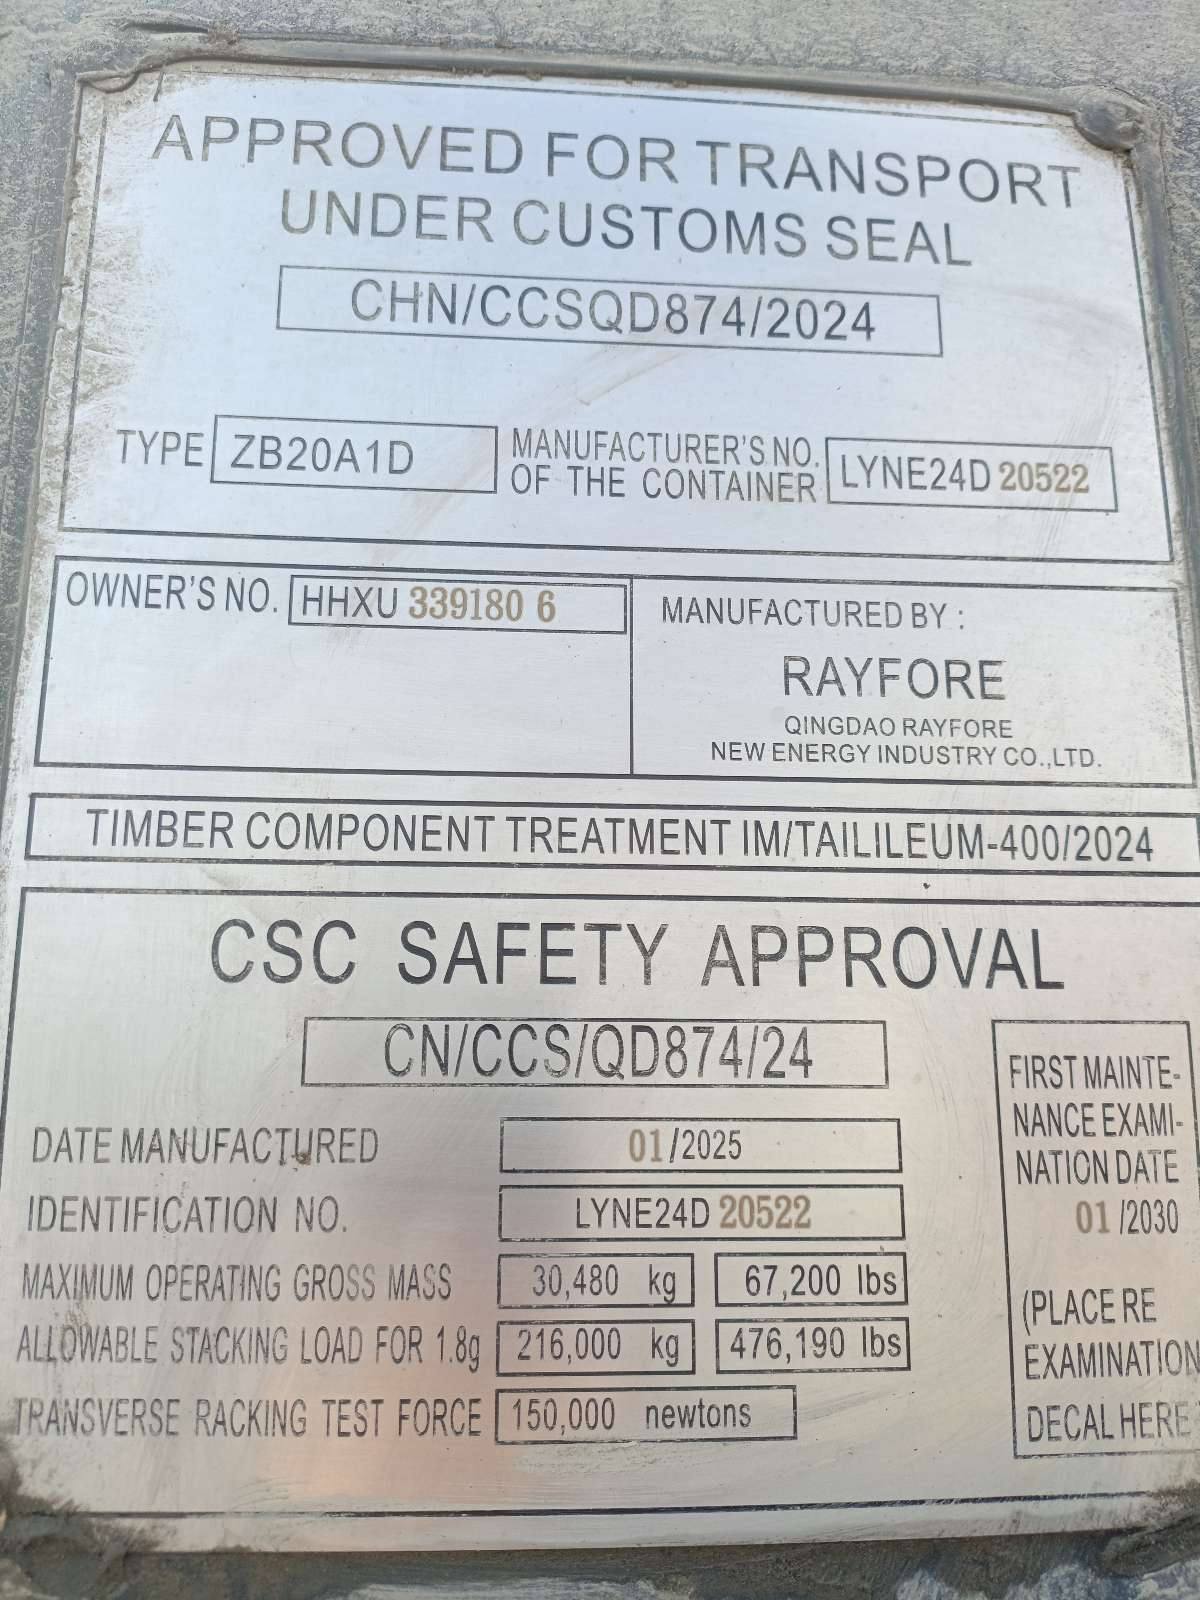 APPROVED FOR TRANSPORT
UNDER CUSTOMS SEAL
CHN/CCSQD874/2024
TYPE ZB20A1D
MANUFACTURER'S NO.
OF THE CONTAINER
LYNE24D 20522
OWNER'S NO. HHXU 339180 6
MANUFACTURED BY :
RAYFORE
QINGDAO RAYFORE
NEW ENERGY INDUSTRY CO.,LTD.
TIMBER COMPONENT TREATMENT IM/TAILILEUM-400/2024
CSC SAFETY APPROVAL
CN/CCS/QD874/24
DATE MANUFACTURED 01/2025
IDENTIFICATION NO. LYNE24D 20522
MAXIMUM OPERATING GROSS MASS 30,480 kg 67,200 lbs
ALLOWABLE STACKING LOAD FOR 1.8g 216,000 kg 476,190 lbs
TRANSVERSE RACKING TEST FORCE 150,000 newtons
FIRST MAINTE-
NANCE EXAMI-
NATION DATE
01 /2030
(PLACE RE
EXAMINATION
DECAL HERE